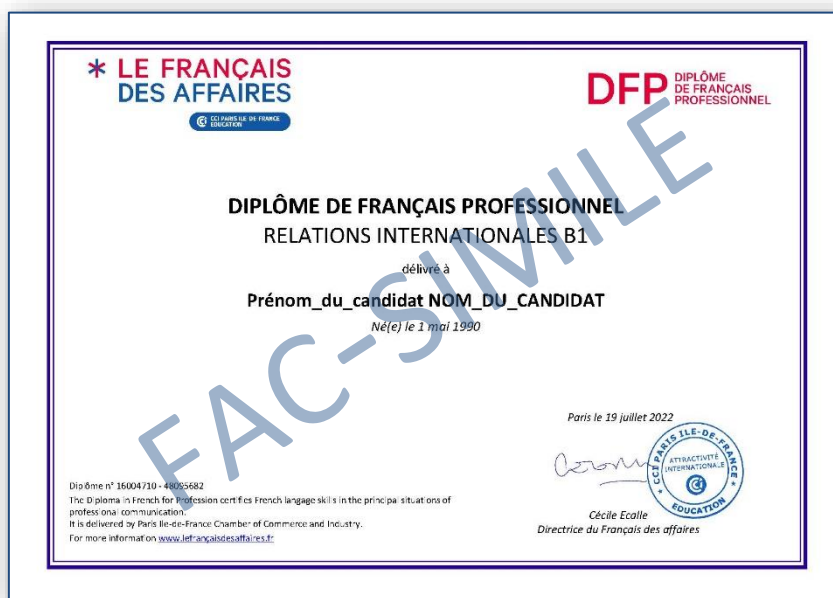 * LE FRANÇAIS
DES AFFAIRES
CCI PARIS ILE-DE-FRANCE
EDUCATION
DFP DIPLÔME
DE FRANÇAIS
PROFESSIONNEL
DIPLÔME DE FRANÇAIS PROFESSIONNEL
RELATIONS INTERNATIONALES B1
délivré à
Prénom_du_candidat NOM_DU_CANDIDAT
Né(e) le 1 mai 1990
FAC-SIMILE
Paris le 19 juillet 2022
CCI PARIS ILE-DE-FRANCE
ATTRACTIVITÉ
INTERNATIONALE
EDUCATION
Cécile Ecalle
Directrice du Français des affaires
Diplôme n° 16004710 - 48095682
The Diploma in French for Profession certifies French langage skills in the principal situations of
professional communication.
It is delivered by Paris Ile-de-France Chamber of Commerce and Industry.
For more information www.lefrançaisdesaffaires.fr